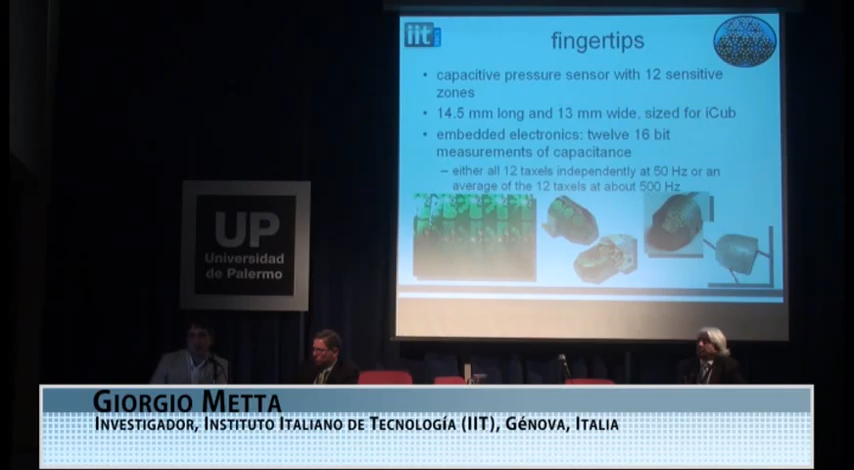 iit
fingertips
• capacitive pressure sensor with 12 sensitive
zones
• 14.5 mm long and 13 mm wide, sized for iCub
• embedded electronics: twelve 16 bit
measurements of capacitance
– either all 12 taxels independently at 50 Hz or an
average of the 12 taxels at about 500 Hz
UP
Universidad
de Palermo
GIORGIO METTA
INVESTIGADOR, INSTITUTO ITALIANO DE TECNOLOGÍA (IIT), GÉNOVA, ITALIA